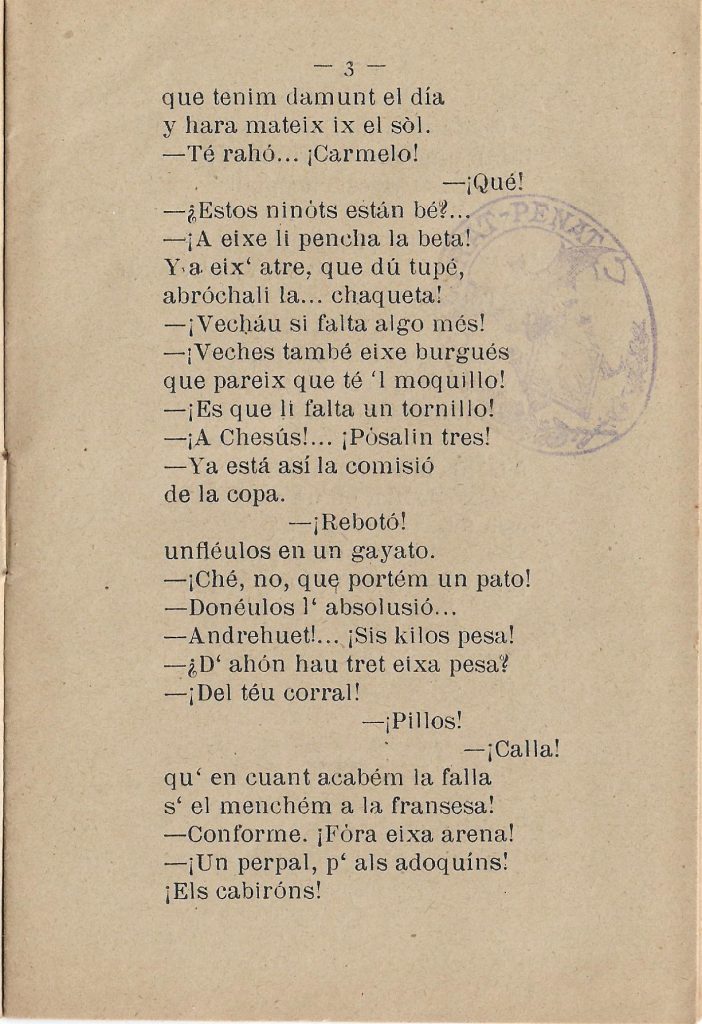 — 3 —
que tenim damunt el día
y hara mateix ix el sòl.
—Té rahó... ¡Carmelo!
—¡Qué!
—¿Estos ninòts están bé?...
—¡A eixe li pencha la beta!
Y a eix‘ atre, que dú tupé,
abróchali la... chaqueta!
—¡Vecháu si falta algo més!
—¡Veches també eixe burgués
que pareix que té ‘l moquillo!
—¡Es que li falta un tornillo!
—¡A Chesús!... ¡Pòsalin tres!
—Ya está así la comisió
de la copa.
—¡Rebotó!
unfléulos en un gayato.
—¡Ché, no, que portém un pato!
—Donéulos l‘ absolusió...
—Andrehuet!... ¡Sis kilos pesa!
—¿D‘ ahón hau tret eixa pesa?
—¡Del téu corral!
—¡Pillos!
—¡Calla!
qu‘ en cuant acabém la falla
s‘ el menchém a la fransesa!
—Conforme. ¡Fòra eixa arena!
—¡Un perpal, p‘ als adoquíns!
¡Els cabiróns!
AT-PENAT